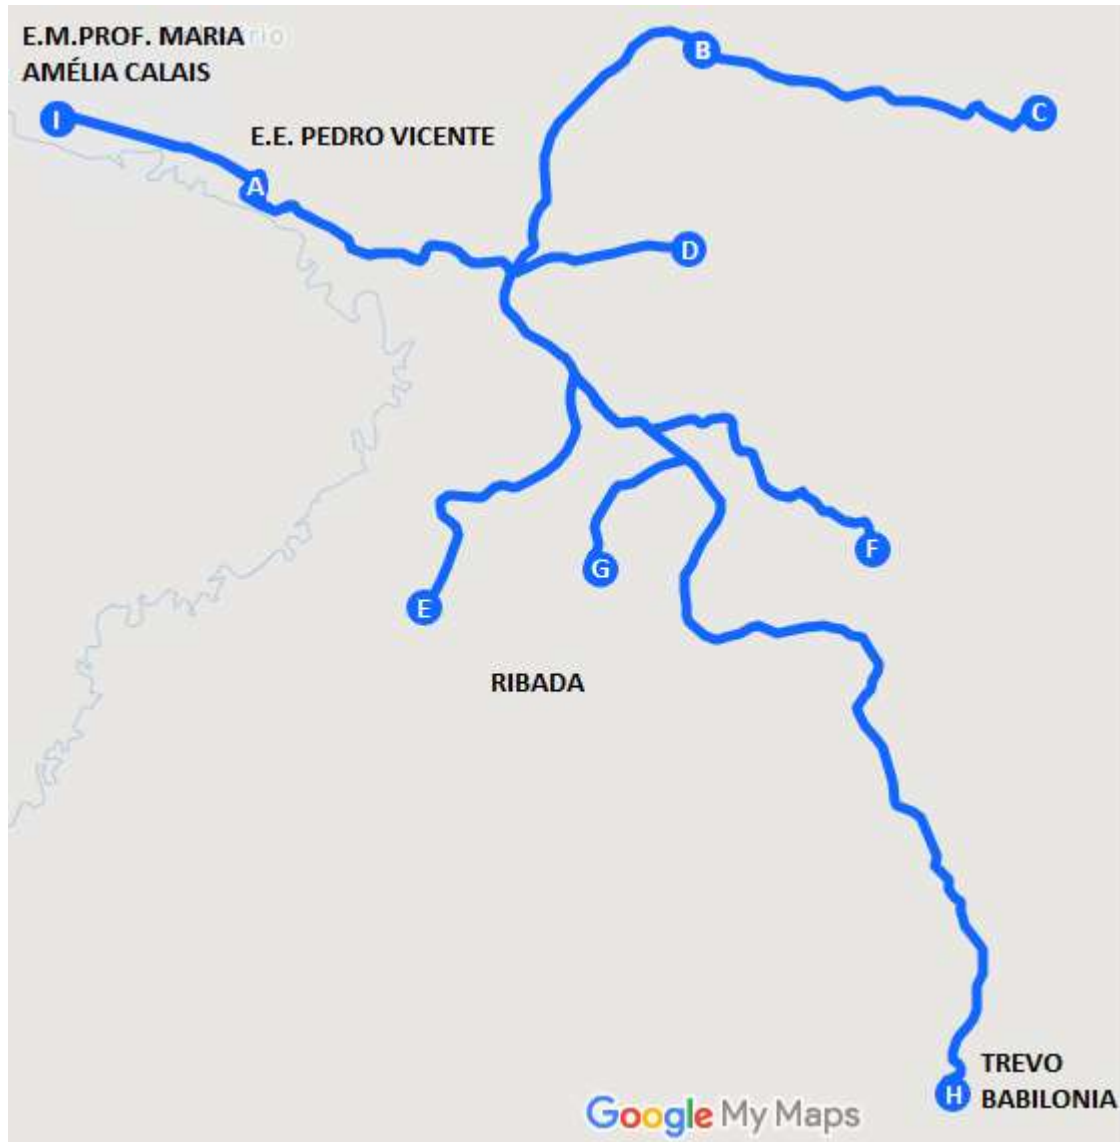 E.M.PROF. MARIA
AMÉLIA CALAIS
I
E.E. PEDRO VICENTE
A
B
C
D
E
G
F
RIBADA
TREVO
BABILONIA
H
Google My Maps